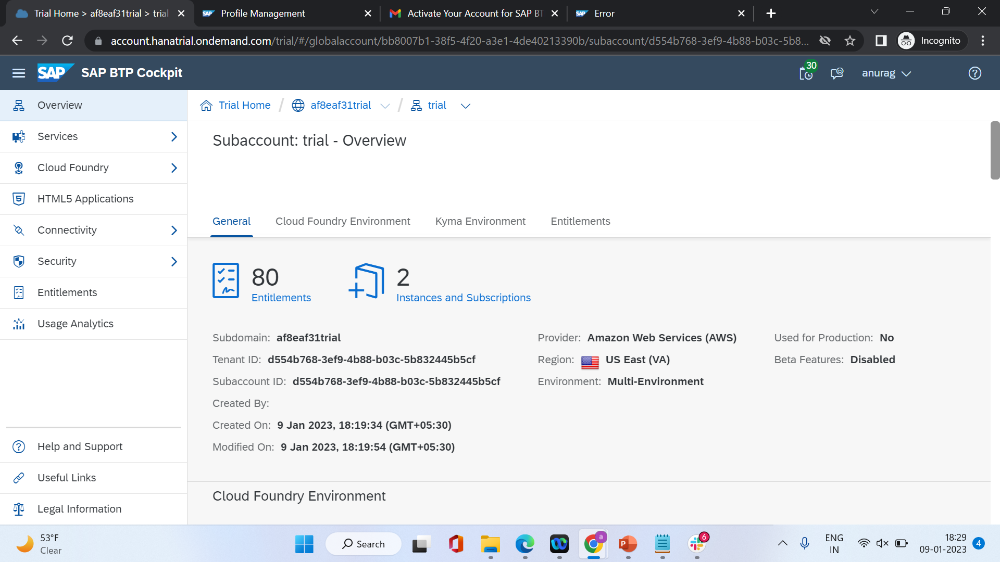 Trial Home > af8eaf31trial > trial
Profile Management
Activate Your Account for SAP BT
SAP Error
account.hanatrial.ondemand.com/trial/#/globalaccount/bb8007b1-38f5-4f20-a3e1-4de40213390b/subaccount/d554b768-3ef9-4b88-b03c-5b8...
Incognito
SAP SAP BTP Cockpit
30
anurag
Overview
Services
Cloud Foundry
HTML5 Applications
Connectivity
Security
Entitlements
Usage Analytics
Help and Support
Useful Links
Legal Information
Trial Home / af8eaf31trial / trial
Subaccount: trial - Overview
General Cloud Foundry Environment Kyma Environment Entitlements
80
Entitlements
2
Instances and Subscriptions
Subdomain: af8eaf31trial
Tenant ID: d554b768-3ef9-4b88-b03c-5b832445b5cf
Subaccount ID: d554b768-3ef9-4b88-b03c-5b832445b5cf
Created By:
Created On: 9 Jan 2023, 18:19:34 (GMT+05:30)
Modified On: 9 Jan 2023, 18:19:54 (GMT+05:30)
Provider: Amazon Web Services (AWS)
Region: US East (VA)
Environment: Multi-Environment
Used for Production: No
Beta Features: Disabled
Cloud Foundry Environment
53°F
Clear
Search
a
P
6
ENG
IN
18:29
09-01-2023
4